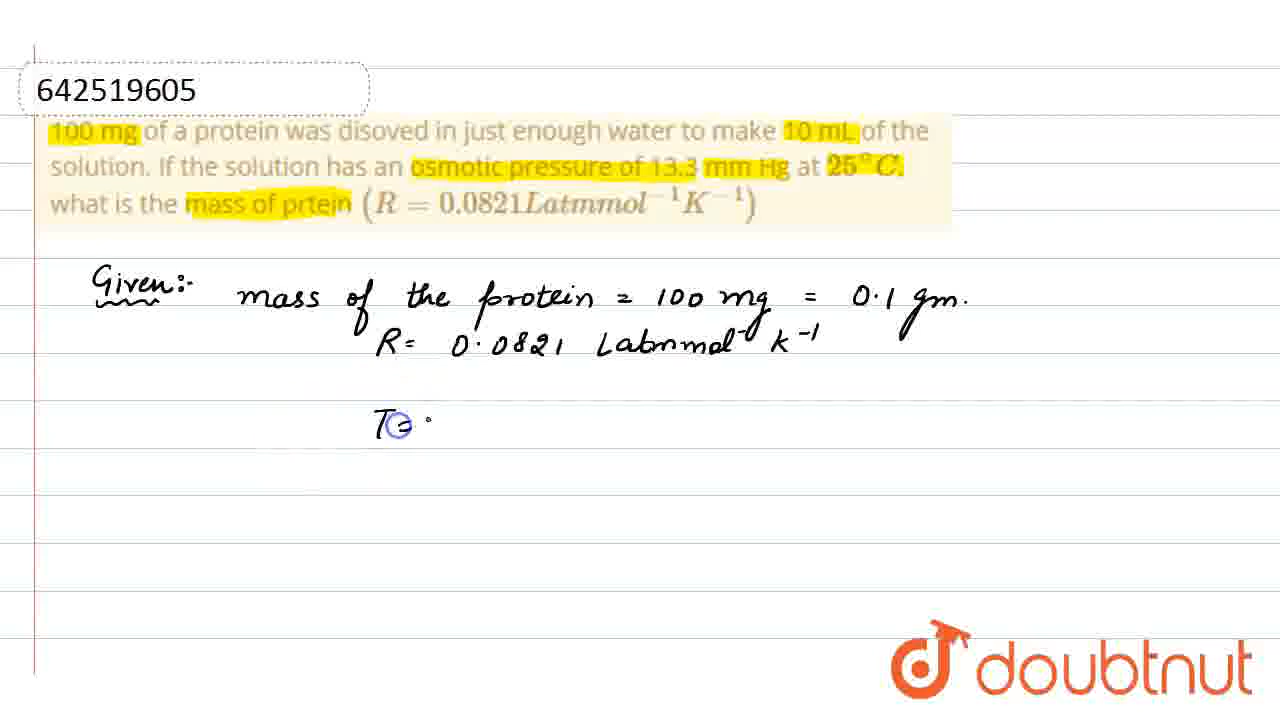 642519605
100 mg of a protein was disoved in just enough water to make 10 mL of the
solution. If the solution has an osmotic pressure of 13.3 mm Hg at 25°C.
what is the mass of prtein (R = 0.0821Latmmol⁻¹K⁻¹)
Given:-
mass of the protein = 100 mg = 0.1 gm.
R= 0.0821 Latmmol⁻¹ K⁻¹
T=
doubtnut